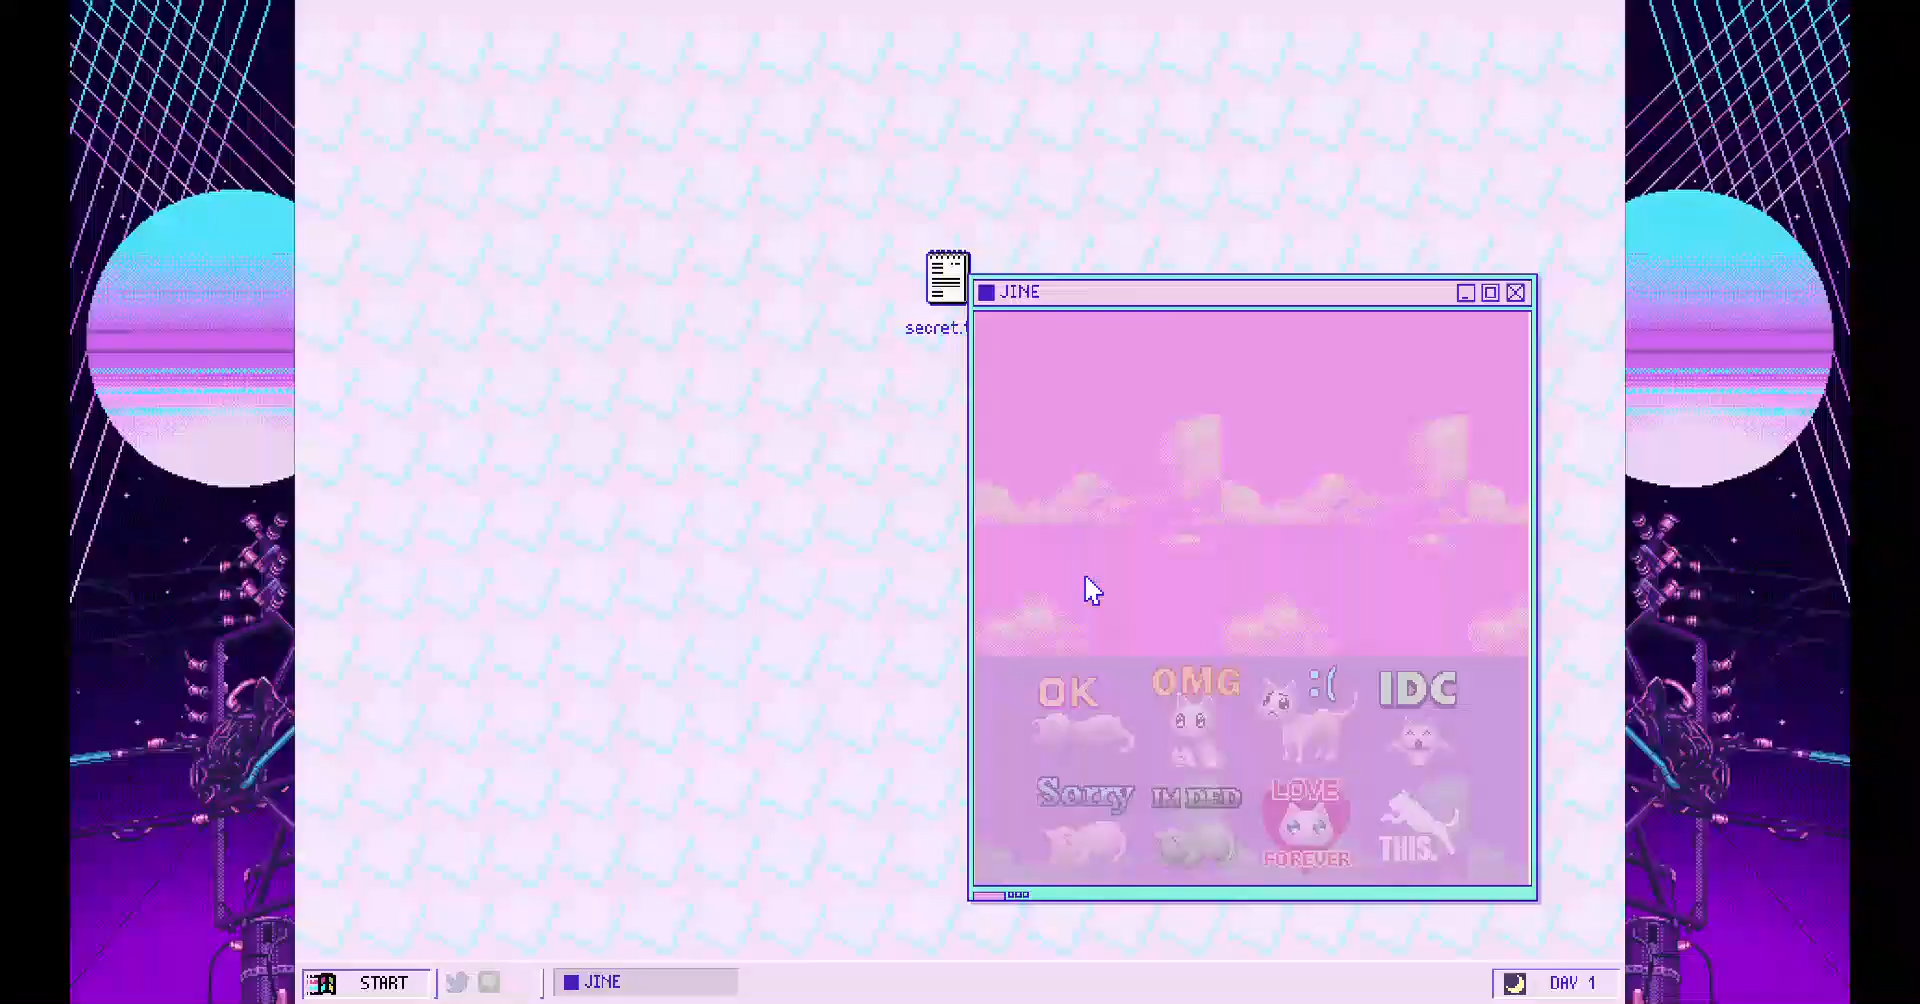 secret.
JINE
OK
OMG
:(
IDC
Sorry
IM DED
LOVE
FOREVER
THIS.
START
JINE
DAY 1